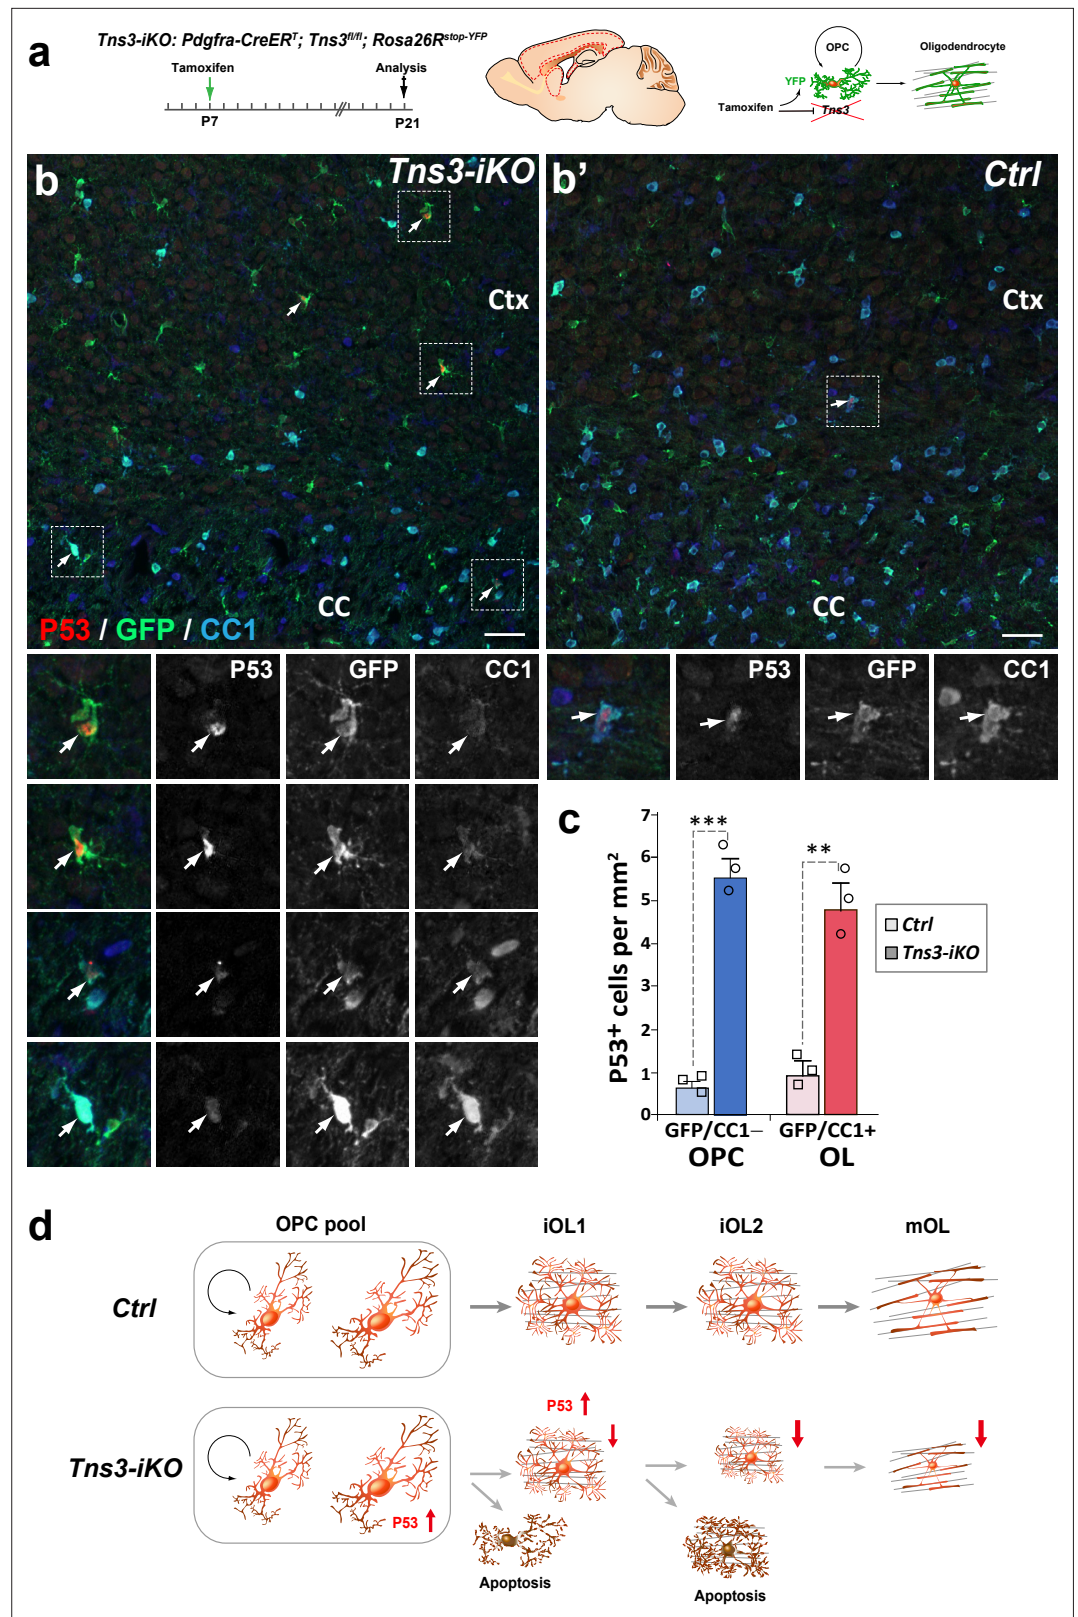 a
Tns3-iKO: Pdgfra-CreERᵀ; Tns3ᶠˡ/ᶠˡ; Rosa26Rˢᵗᵒᵖ⁻ʸᶠᴾ
Tamoxifen
Analysis
P7
P21
OPC
Oligodendrocyte
YFP
Tamoxifen
Tns3
b
Tns3-iKO
Ctx
CC
P53 / GFP / CC1
b’
Ctrl
Ctx
CC
P53
GFP
CC1
P53
GFP
CC1
c
P53⁺ cells per mm²
7
6
5
4
3
2
1
0
***
**
Ctrl
Tns3-iKO
GFP/CC1–
GFP/CC1+
OPC
OL
d
OPC pool
iOL1
iOL2
mOL
Ctrl
P53
Tns3-iKO
P53
Apoptosis
Apoptosis